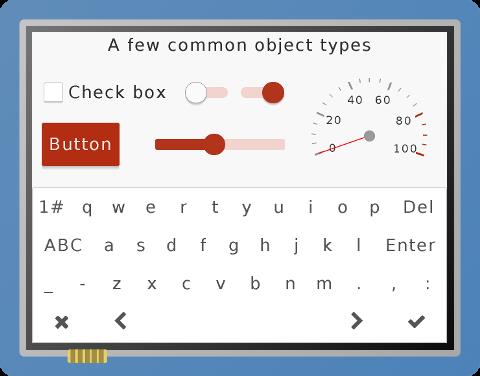 A few common object types
Check box
Button
0 20 40 60 80 100
1# q w e r t y u i o p Del
ABC a s d f g h j k l Enter
_ - z x c v b n m . , :